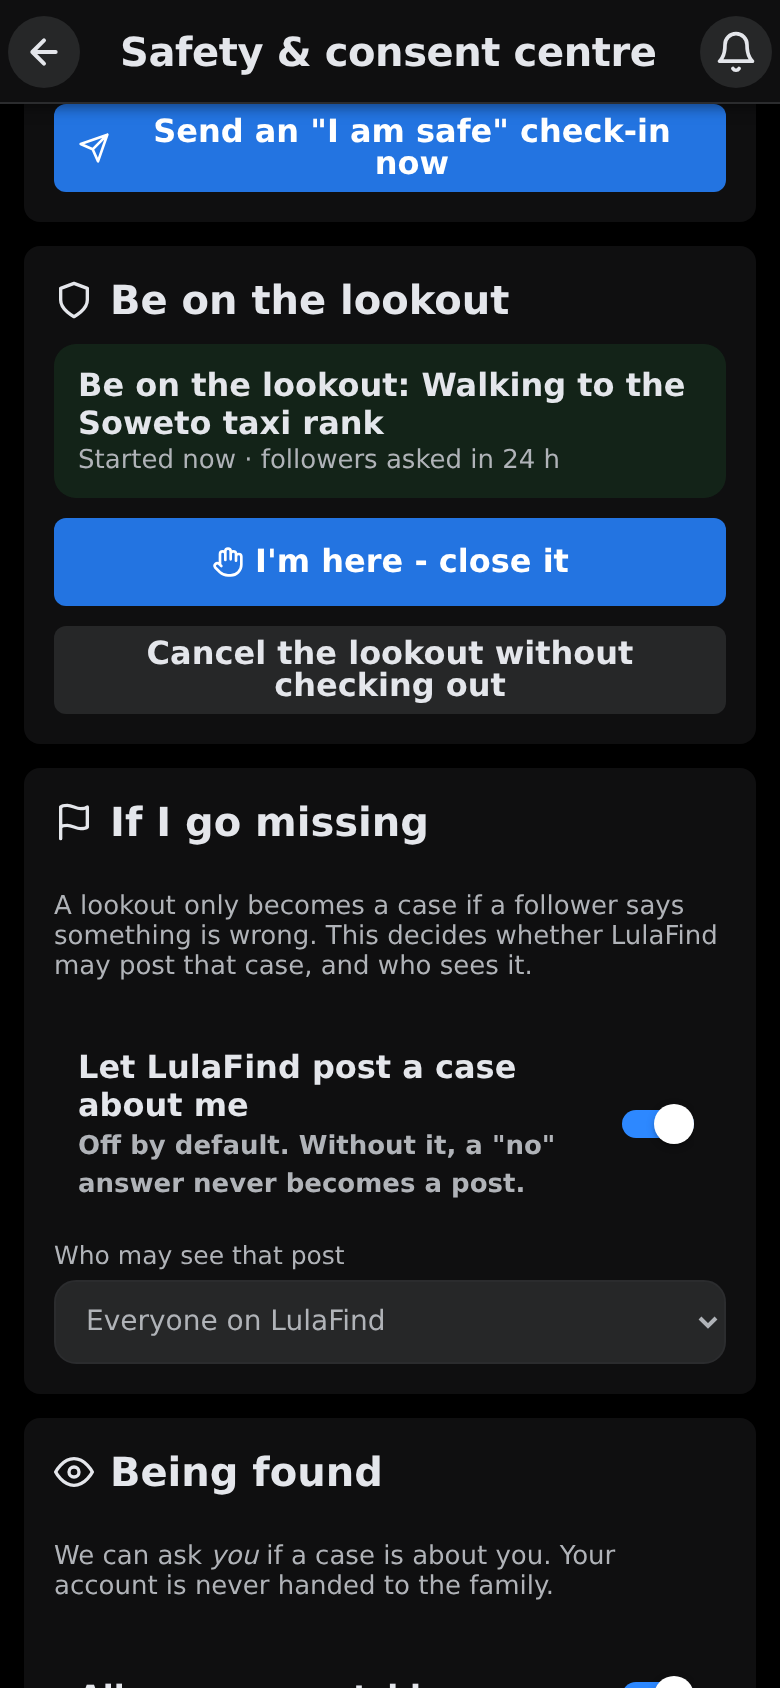 Safety & consent centre
Send an "I am safe" check-in
now
Be on the lookout
Be on the lookout: Walking to the
Soweto taxi rank
Started now · followers asked in 24 h
I'm here - close it
Cancel the lookout without
checking out
If I go missing
A lookout only becomes a case if a follower says
something is wrong. This decides whether LulaFind
may post that case, and who sees it.
Let LulaFind post a case
about me
Off by default. Without it, a "no"
answer never becomes a post.
Who may see that post
Everyone on LulaFind
Being found
We can ask you if a case is about you. Your
account is never handed to the family.